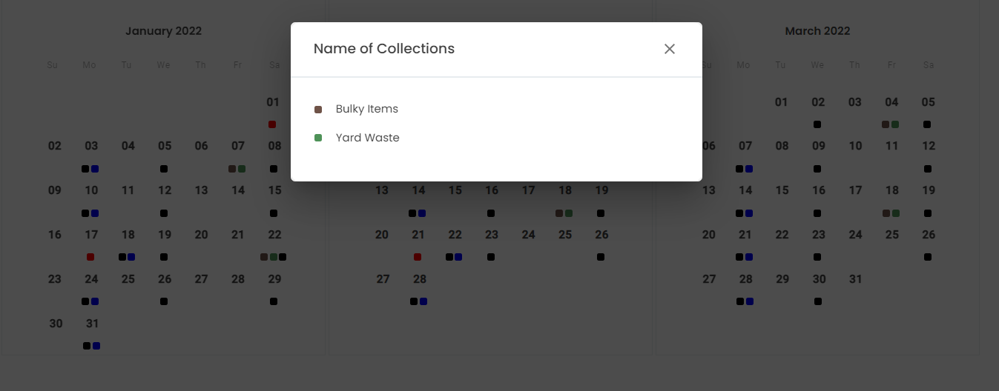 January 2022
Su Mo Tu We Th Fr Sa
01
02 03 04 05 06 07 08
09 10 11 12 13 14 15
16 17 18 19 20 21 22
23 24 25 26 27 28 29
30 31
Name of Collections
Bulky Items
Yard Waste
13 14 15 16 17 18 19
20 21 22 23 24 25 26
27 28
March 2022
Su Mo Tu We Th Fr Sa
01 02 03 04 05
06 07 08 09 10 11 12
13 14 15 16 17 18 19
20 21 22 23 24 25 26
27 28 29 30 31